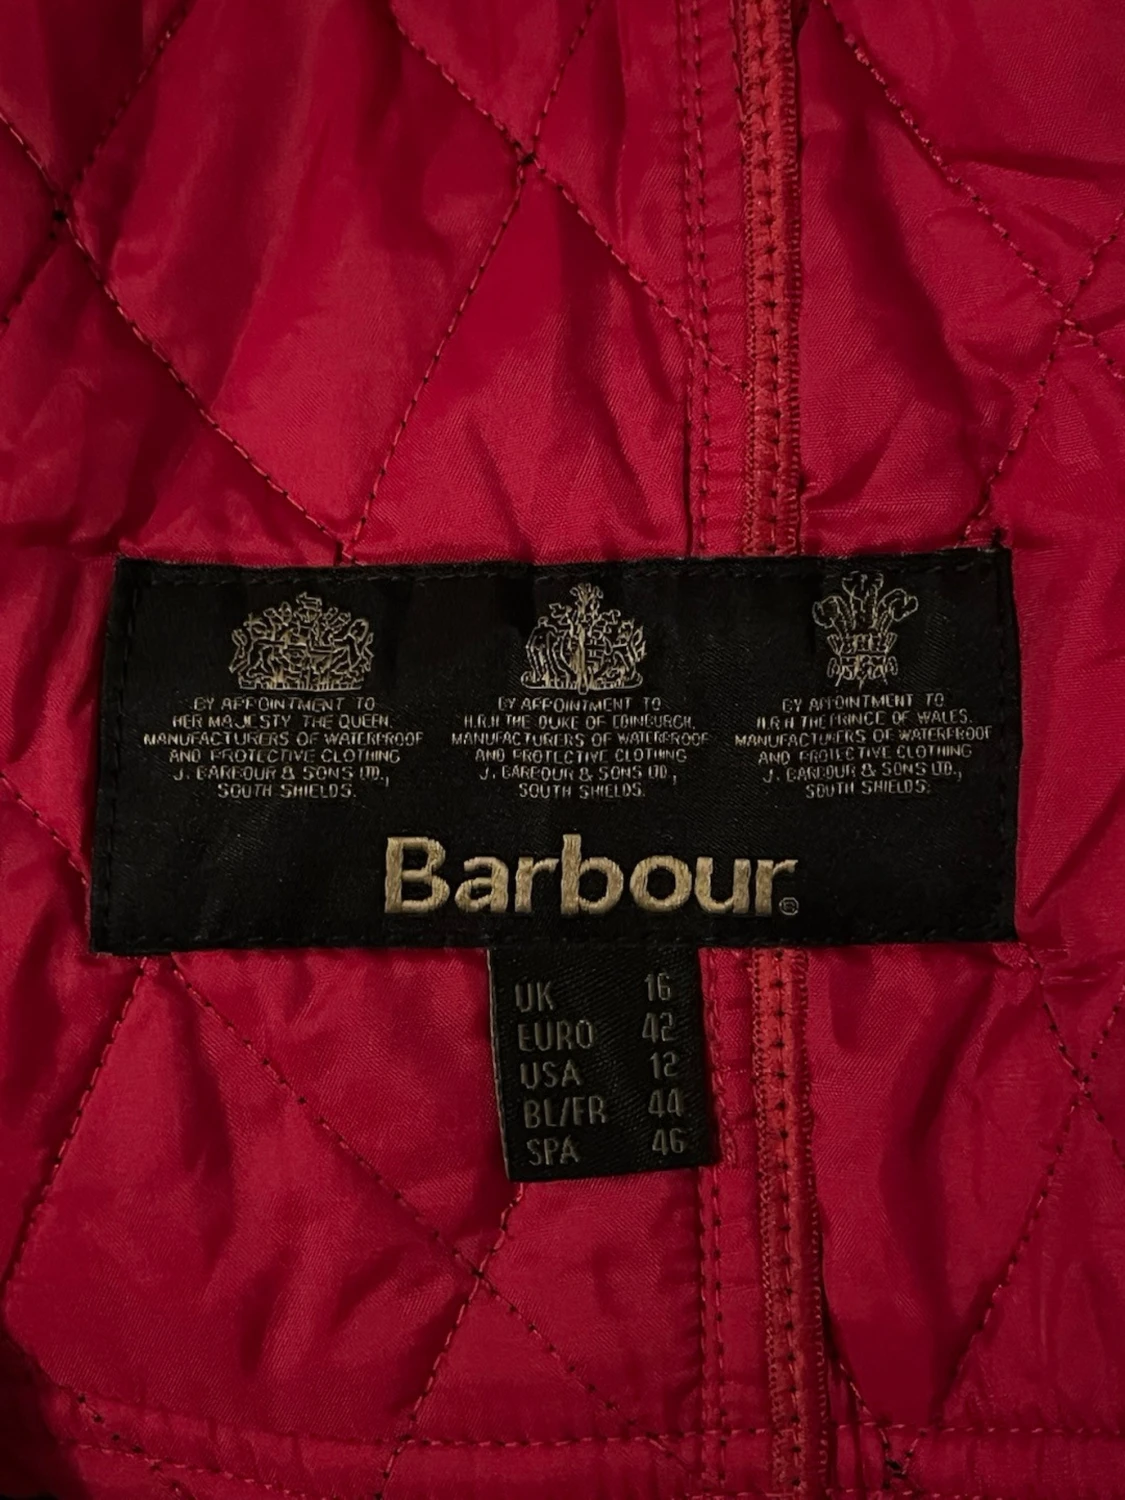 BY APPOINTMENT TO
HER MAJESTY THE QUEEN,
MANUFACTURERS OF WATERPROOF
AND PROTECTIVE CLOTHING
J. BARBOUR & SONS LTD.,
SOUTH SHIELDS.
BY APPOINTMENT TO
H.R.H THE DUKE OF EDINBURGH,
MANUFACTURERS OF WATERPROOF
AND PROTECTIVE CLOTHING
J. BARBOUR & SONS LTD.,
SOUTH SHIELDS.
BY APPOINTMENT TO
H.R.H THE PRINCE OF WALES.
MANUFACTURERS OF WATERPROOF
AND PROTECTIVE CLOTHING
J. BARBOUR & SONS LTD.,
SOUTH SHIELDS.
Barbour®
UK 16
EURO 42
USA 12
BL/FR 44
SPA 46